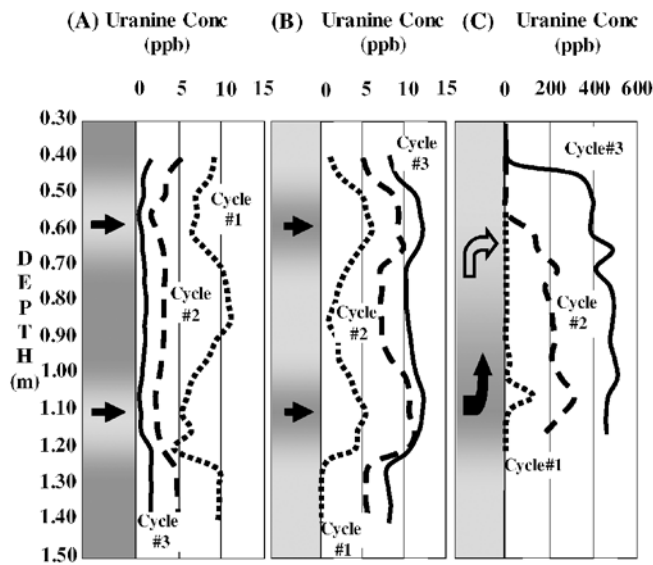 (A) Uranine Conc (B) Uranine Conc (C) Uranine Conc
(ppb) (ppb) (ppb)
0 5 10 15 0 5 10 15 0 200 400 600
0.30
0.40
0.50
0.60
0.70
0.80
0.90
1.00
1.10
1.20
1.30
1.40
1.50
DEPTH
(m)
Cycle
#1
Cycle
#2
Cycle
#3
Cycle
#3
Cycle
#2
Cycle
#1
Cycle#3
Cycle
#2
Cycle#1